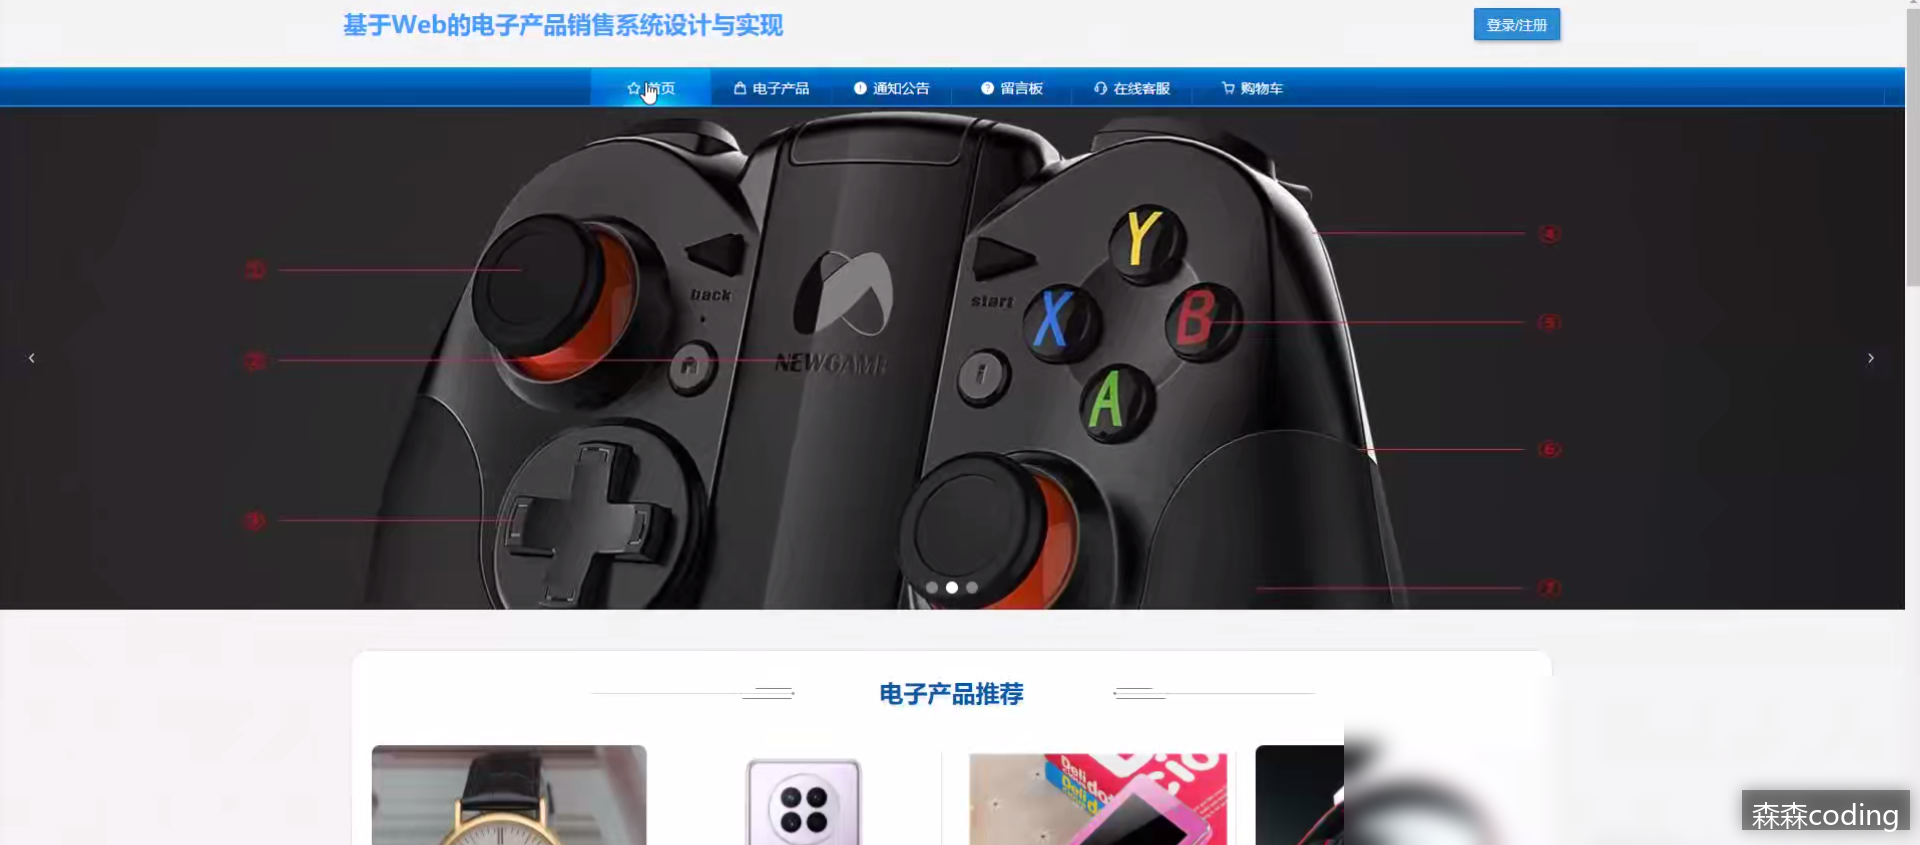 基于Web的电子产品销售系统设计与实现
登录/注册
首页
电子产品
通知公告
留言板
在线客服
购物车
Y
back
start
X
B
NEWGAME
A
电子产品推荐
森森coding